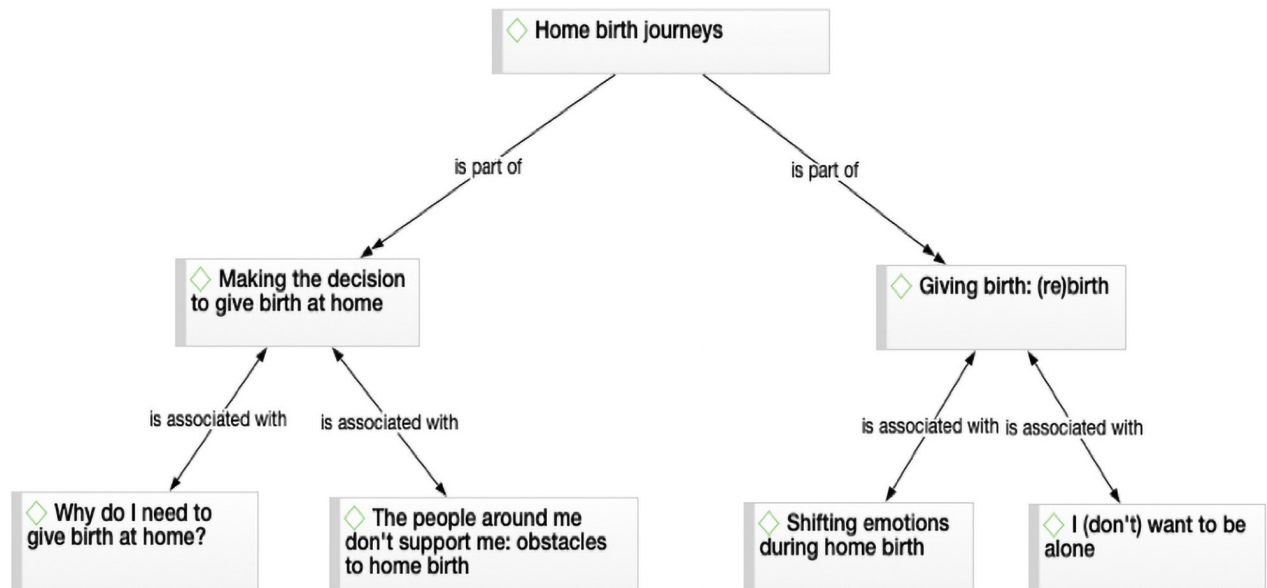 Home birth journeys
is part of
is part of
Making the decision
to give birth at home
Giving birth: (re)birth
is associated with
is associated with
is associated with
is associated with
Why do I need to
give birth at home?
The people around me
don't support me: obstacles
to home birth
Shifting emotions
during home birth
I (don't) want to be
alone